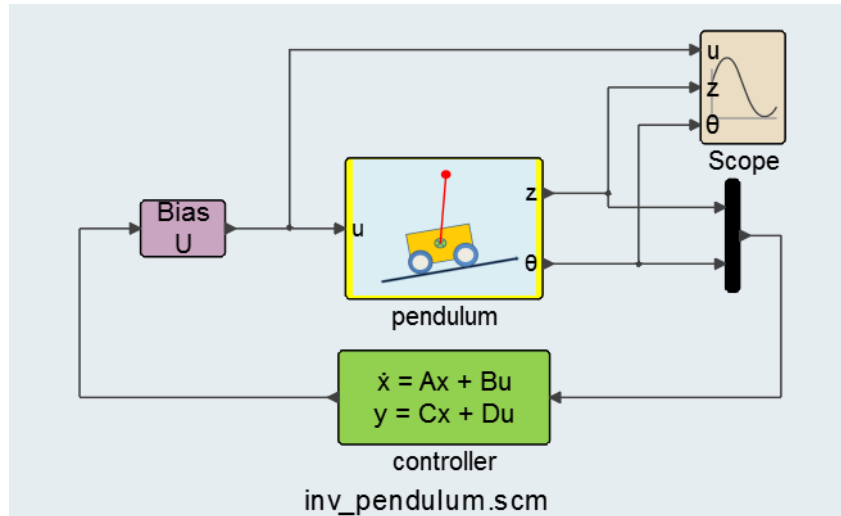 u
z
θ
Scope
Bias
U
u
z
θ
pendulum
ẋ = Ax + Bu
y = Cx + Du
controller
inv_pendulum.scm